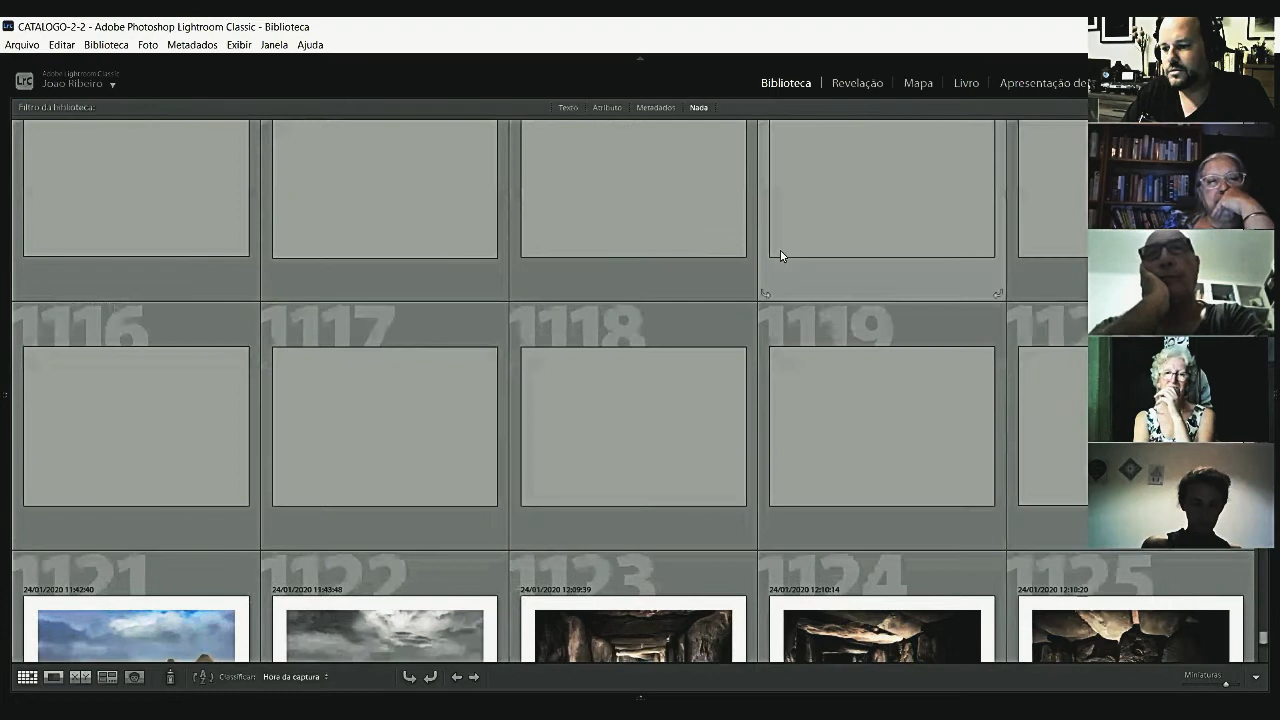 CATALOGO-2-2 - Adobe Photoshop Lightroom Classic - Biblioteca
Arquivo Editar Biblioteca Foto Metadados Exibir Janela Ajuda
Adobe Lightroom Classic
Lrc João Ribeiro
Biblioteca | Revelação | Mapa | Livro | Apresentação de
Filtro da biblioteca: Texto Atributo Metadados Nada
1116 1117 1118 1119
1121 1122 1123 1124 1125
24/01/2020 11:42:40 24/01/2020 11:43:48 24/01/2020 12:09:39 24/01/2020 12:10:14 24/01/2020 12:10:20
Classificar: Hora da captura Miniaturas